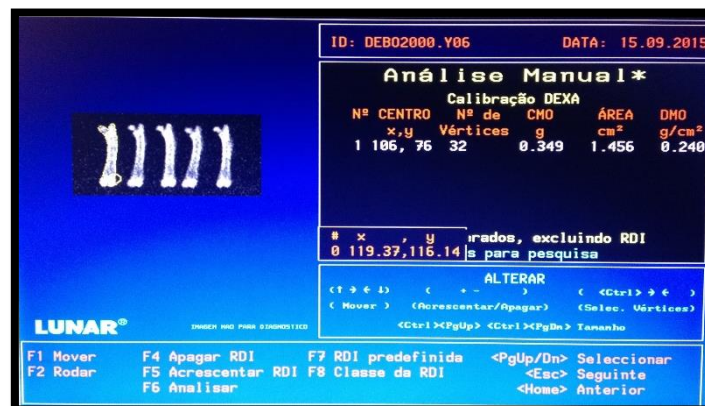 ID: DEBO2000.Y06 DATA: 15.09.2015
Análise Manual*
Calibração DEXA
Nº CENTRO Nº de CMO ÁREA DMO
x,y Vértices g cm² g/cm²
1 106, 76 32 0.349 1.456 0.240
# x , y
0 119.37,116.14
rados, excluindo RDI
s para pesquisa
ALTERAR
(↑ → ← ↓) ( + - ) ( <Ctrl> → ← )
( Mover ) (Acrescentar/Apagar) (Selec. Vértices)
<Ctrl><PgUp> <Ctrl><PgDn> Tamanho
LUNAR®
IMAGEM NAO PARA DIAGNOSTICO
F1 Mover F4 Apagar RDI F7 RDI predefinida <PgUp/Dn> Seleccionar
F2 Rodar F5 Acrescentar RDI F8 Classe da RDI <Esc> Seguinte
F6 Analisar <Home> Anterior